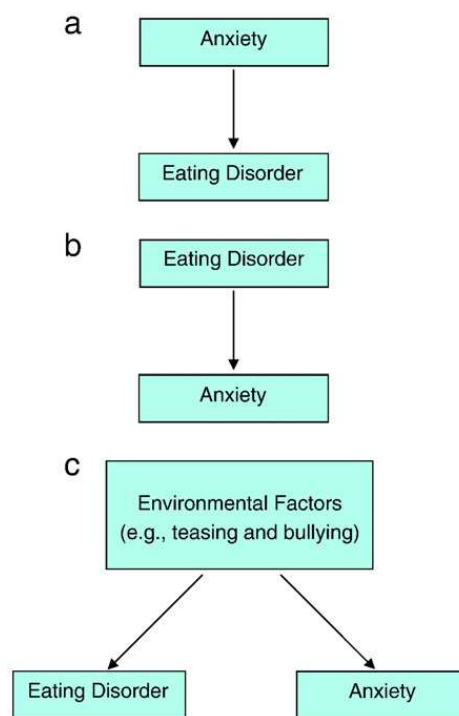 a
Anxiety
Eating Disorder
b
Eating Disorder
Anxiety
c
Environmental Factors
(e.g., teasing and bullying)
Eating Disorder
Anxiety